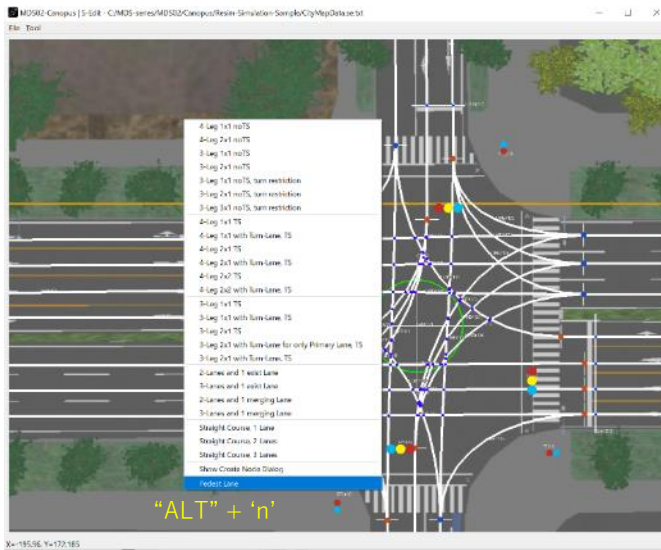 MDS02-Canopus | S-Edit - C:/MDS-series/MDS02/Canopus/Resim-Simulation-Sample/CityMapData.se.txt
File Tool
4-Leg 1x1 noTS
4-Leg 2x1 noTS
3-Leg 1x1 noTS
3-Leg 2x1 noTS
3-Leg 1x1 noTS, turn restriction
3-Leg 2x1 noTS, turn restriction
3-Leg 3x1 noTS, turn restriction
4-Leg 1x1 TS
4-Leg 1x1 with Turn-Lane, TS
4-Leg 2x1 TS
4-Leg 2x1 with Turn-Lane, TS
4-Leg 2x2 TS
4-Leg 2x2 with Turn-Lane, TS
3-Leg 1x1 TS
3-Leg 1x1 with Turn-Lane, TS
3-Leg 2x1 TS
3-Leg 2x1 with Turn-Lane for only Primary Lane, TS
3-Leg 2x1 with Turn-Lane, TS
2-Lanes and 1 exist Lane
3-Lanes and 1 exist Lane
2-Lanes and 1 merging Lane
3-Lanes and 1 merging Lane
Straight Course, 1 Lane
Straight Course, 2 Lanes
Straight Course, 3 Lanes
Show Create Node Dialog
Pedest Lane
“ALT” + ‘n’
X=-195.96, Y=172.185